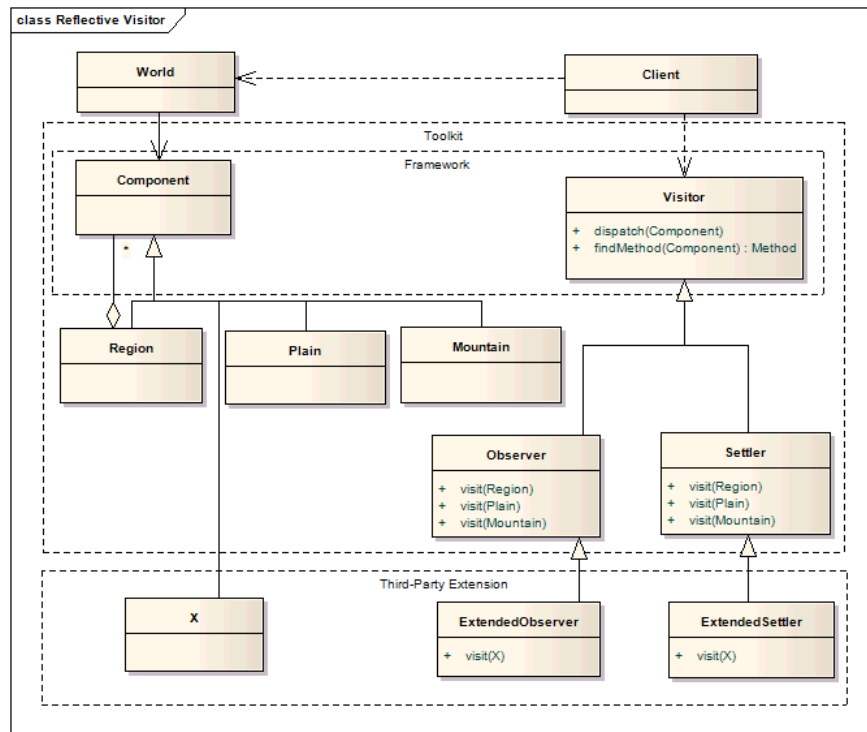 class Reflective Visitor
World
Client
Toolkit
Framework
Component
Visitor
+ dispatch(Component)
+ findMethod(Component) : Method
*
Region
Plain
Mountain
Observer
+ visit(Region)
+ visit(Plain)
+ visit(Mountain)
Settler
+ visit(Region)
+ visit(Plain)
+ visit(Mountain)
Third-Party Extension
X
ExtendedObserver
+ visit(X)
ExtendedSettler
+ visit(X)